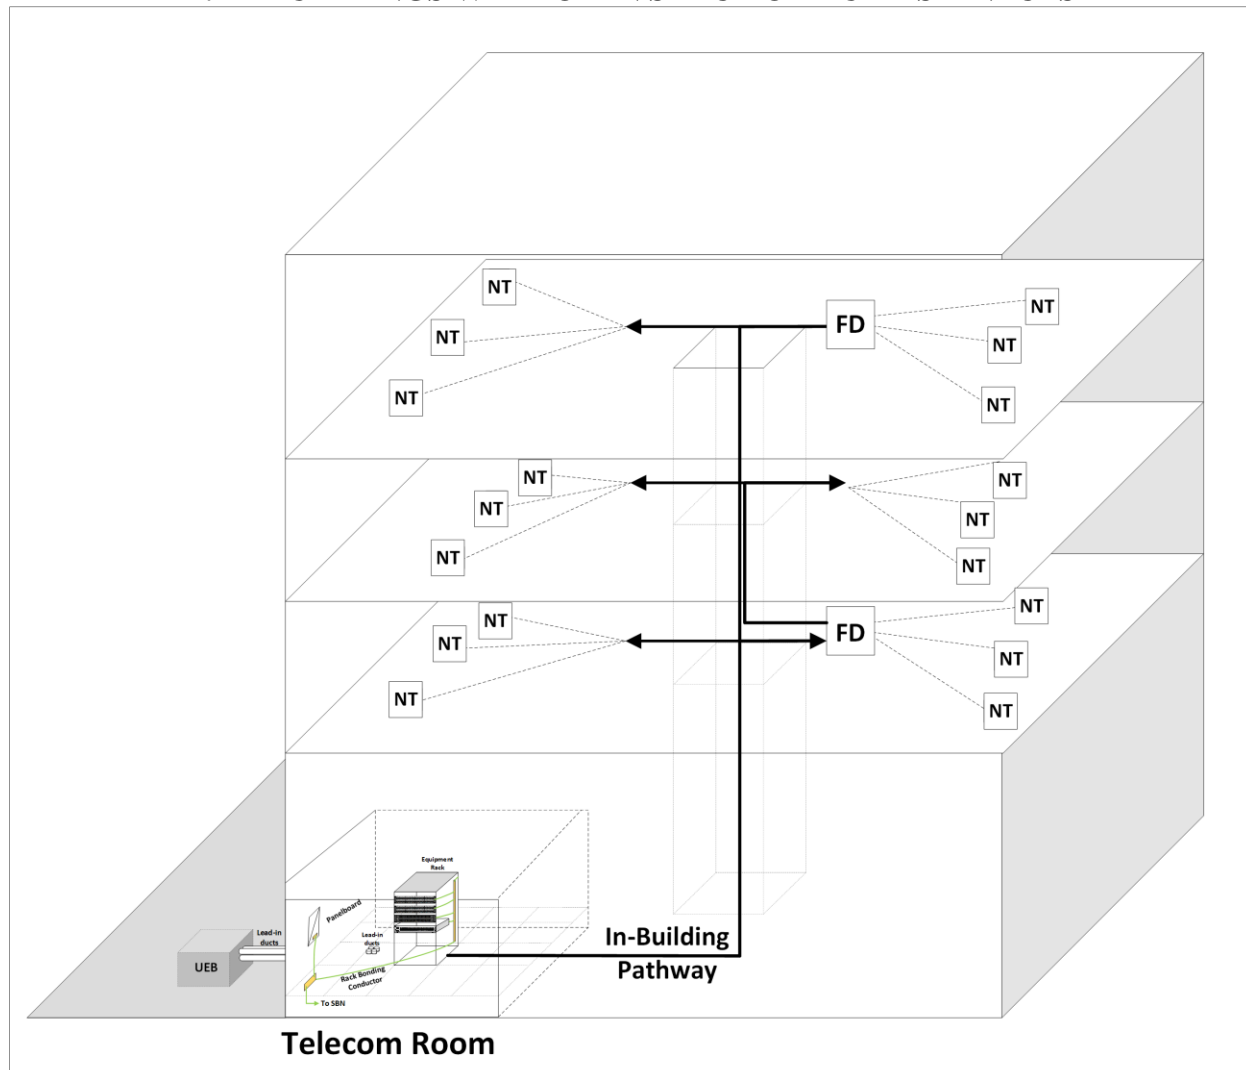 NT
NT
FD
NT
NT
NT
NT
NT
NT
NT
NT
NT
NT
NT
NT
NT
FD
NT
NT
NT
Equipment
Rack
Panelboard
Lead-in
ducts
Lead-in
ducts
UEB
Rack Bonding
Conductor
To SBN
In-Building
Pathway
Telecom Room